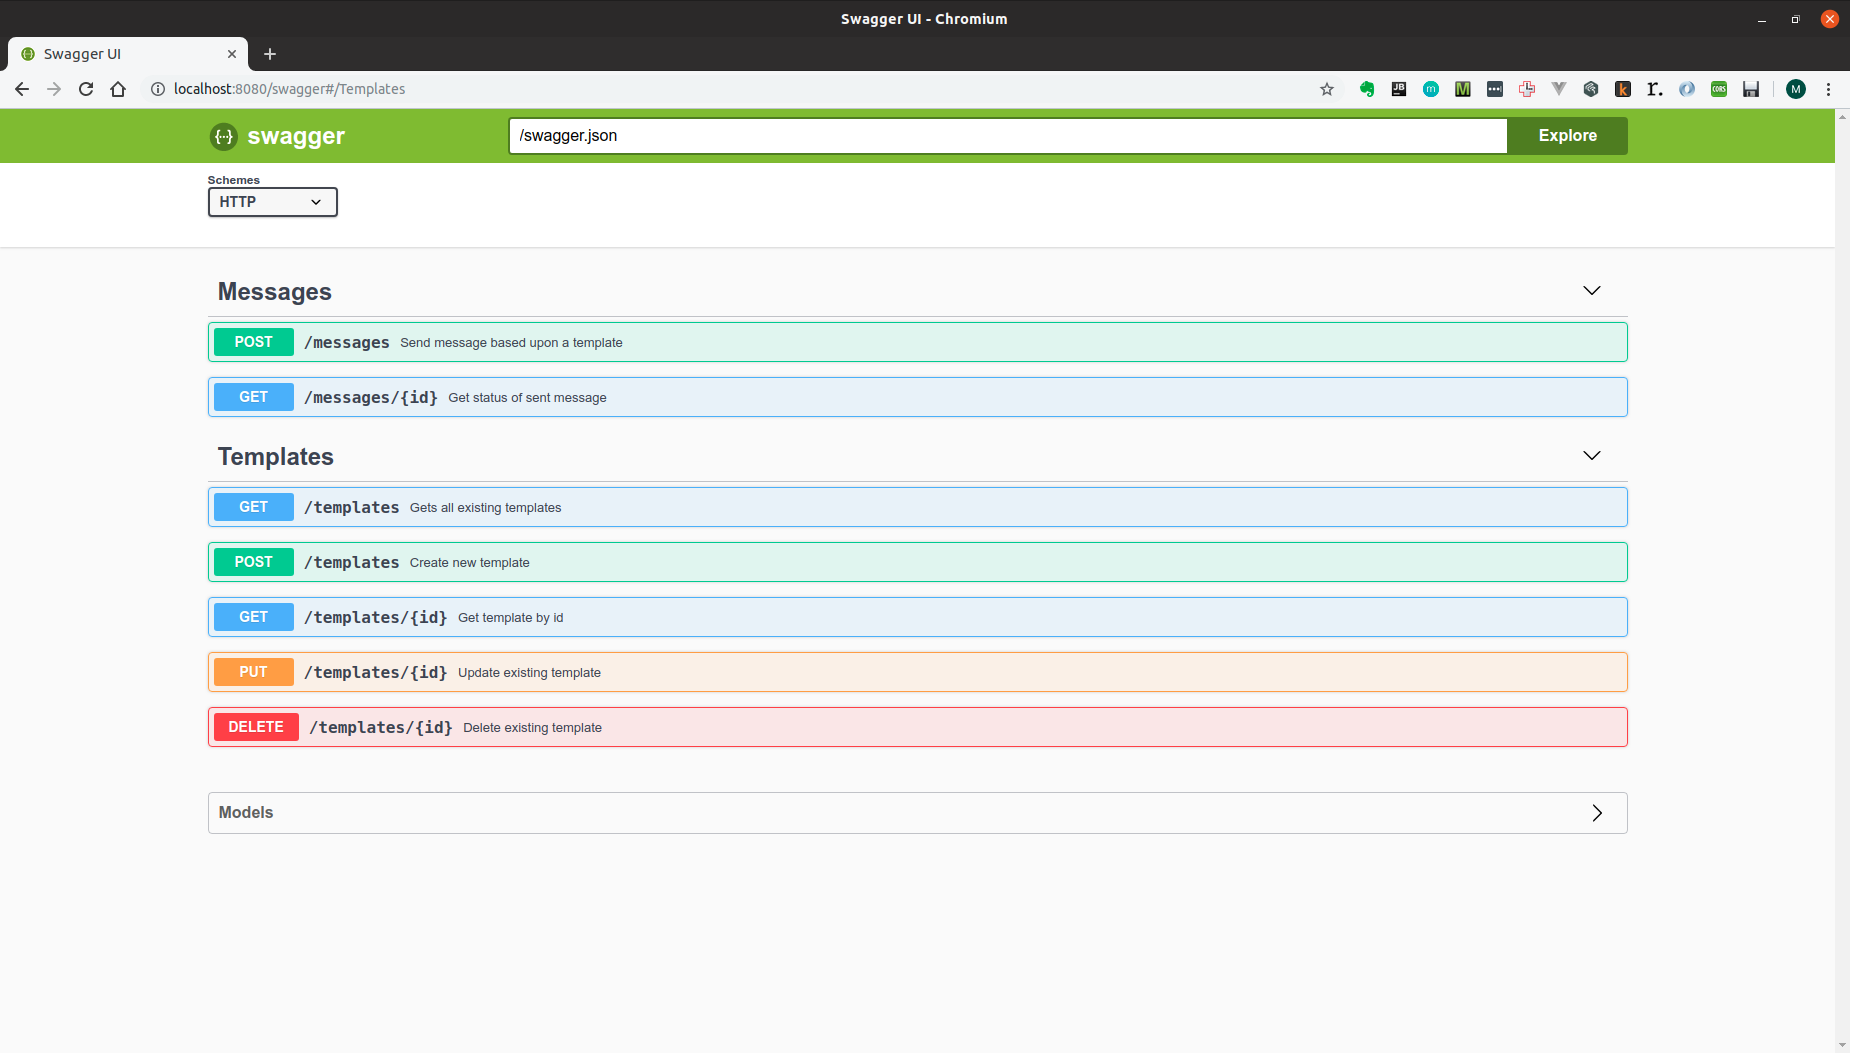 Swagger UI - Chromium
Swagger UI
localhost:8080/swagger#/Templates
JB
m
M
k
r.
CORS
M
{...} swagger
/swagger.json
Explore
Schemes
HTTP
Messages
POST /messages Send message based upon a template
GET /messages/{id} Get status of sent message
Templates
GET /templates Gets all existing templates
POST /templates Create new template
GET /templates/{id} Get template by id
PUT /templates/{id} Update existing template
DELETE /templates/{id} Delete existing template
Models